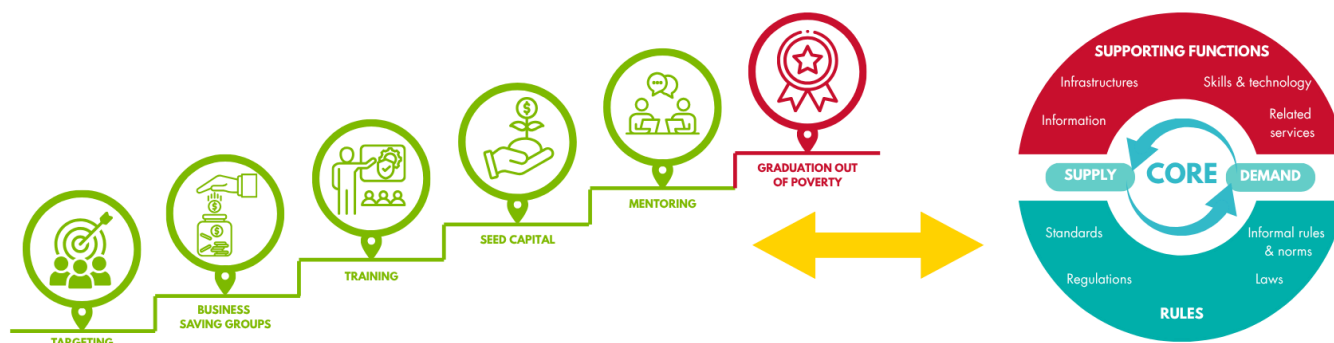 TARGETING
BUSINESS
SAVING GROUPS
TRAINING
SEED CAPITAL
MENTORING
GRADUATION OUT
OF POVERTY
SUPPORTING FUNCTIONS
Infrastructures
Skills & technology
Information
Related
services
SUPPLY
CORE
DEMAND
Standards
Informal rules
& norms
Regulations
Laws
RULES